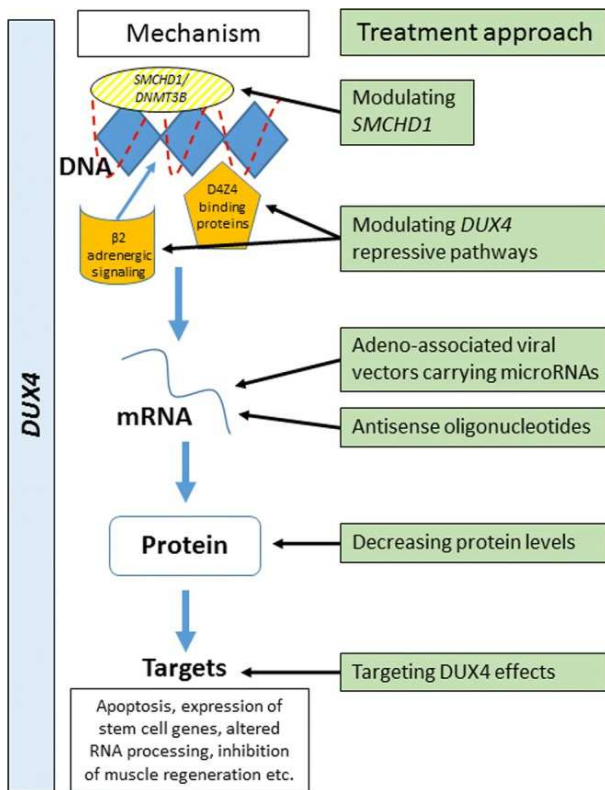 Mechanism
Treatment approach
DUX4
SMCHD1/
DNMT3B
DNA
Modulating
SMCHD1
D4Z4
binding
proteins
β2
adrenergic
signaling
Modulating DUX4
repressive pathways
mRNA
Adeno-associated viral
vectors carrying microRNAs
Antisense oligonucleotides
Protein
Decreasing protein levels
Targets
Targeting DUX4 effects
Apoptosis, expression of
stem cell genes, altered
RNA processing, inhibition
of muscle regeneration etc.